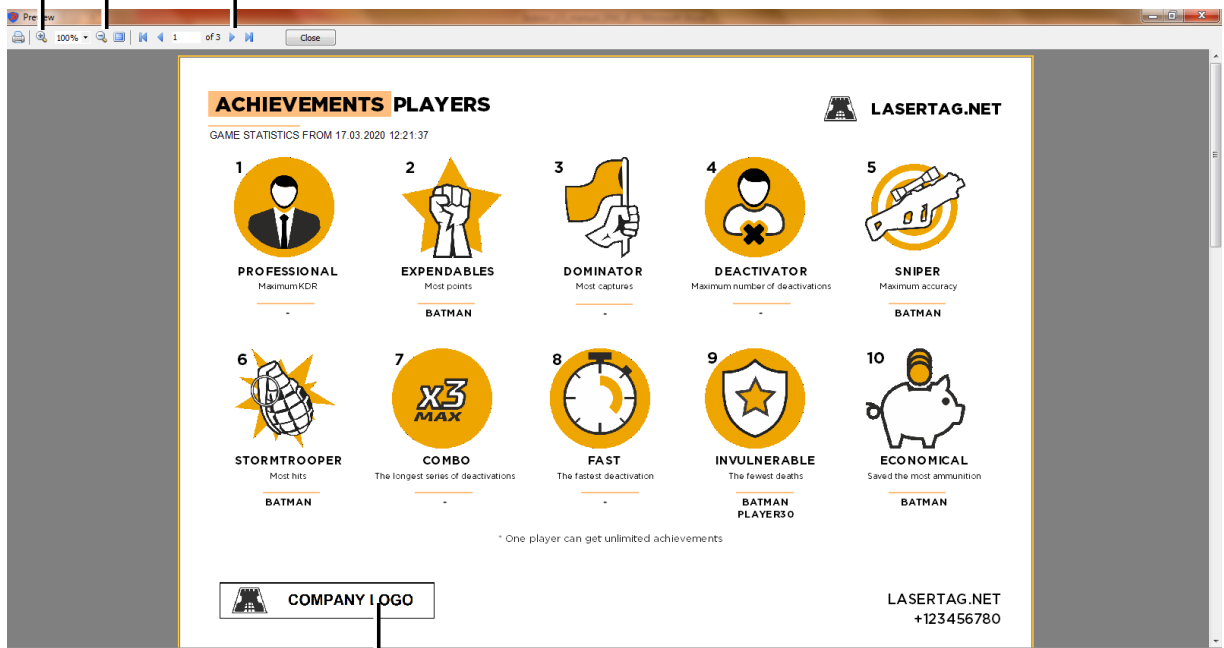 Preview
100%
1 of 3
Close
ACHIEVEMENTS PLAYERS
LASERTAG.NET
GAME STATISTICS FROM 17.03.2020 12:21:37
1
2
3
4
5
PROFESSIONAL
Maximum KDR
-
EXPENDABLES
Most points
BATMAN
DOMINATOR
Most captures
-
DEACTIVATOR
Maximum number of deactivations
-
SNIPER
Maximum accuracy
BATMAN
6
7
x3
MAX
8
9
10
STORMTROOPER
Most hits
BATMAN
COMBO
The longest series of deactivations
-
FAST
The fastest deactivation
-
INVULNERABLE
The fewest deaths
BATMAN
PLAYER30
ECONOMICAL
Saved the most ammunition
BATMAN
* One player can get unlimited achievements
COMPANY LOGO
LASERTAG.NET
+123456780